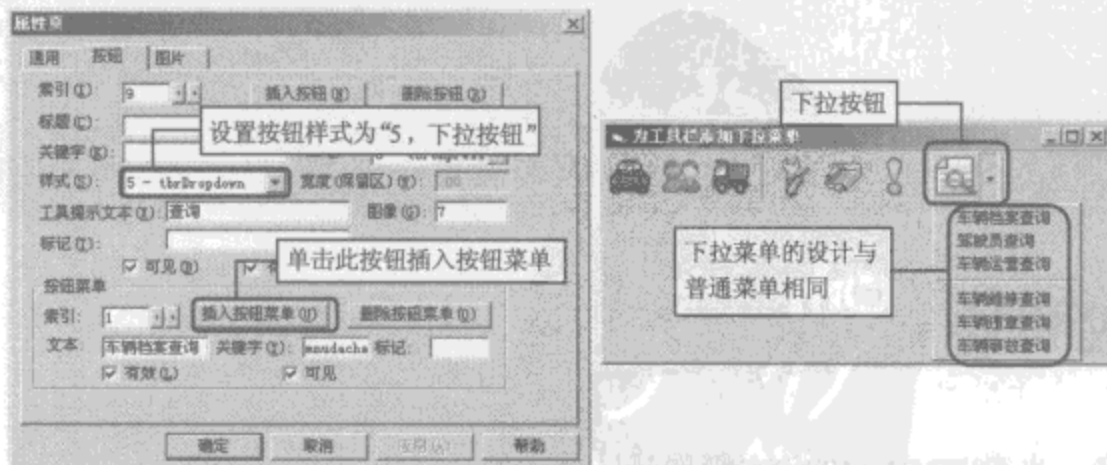 属性页
通用 按钮 图片
索引(I): 9 插入按钮(N) 删除按钮(R)
标题(C):
设置按钮样式为“5，下拉按钮”
关键字(K):
样式(S): 5 - tbrDropdown 宽度(保留区)(W): .00
工具提示文本(X): 查询 图像(G): 7
标记(T):
单击此按钮插入按钮菜单
可见(B)
按钮菜单
索引: 1 插入按钮菜单(U) 删除按钮菜单
文本 车辆档案查询 关键字(Y): mnudacha 标记:
有效(L) 可见
确定 取消 应用(A) 帮助
下拉按钮
为工具栏添加下拉菜单
下拉菜单的设计与
普通菜单相同
车辆档案查询
驾驶员查询
车辆运营查询
车辆维修查询
车辆违章查询
车辆事故查询